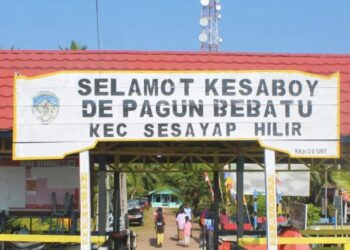 SELAMOT KESABOY
DE PAGUN BEBATU
KEC SESAYAP HILIR